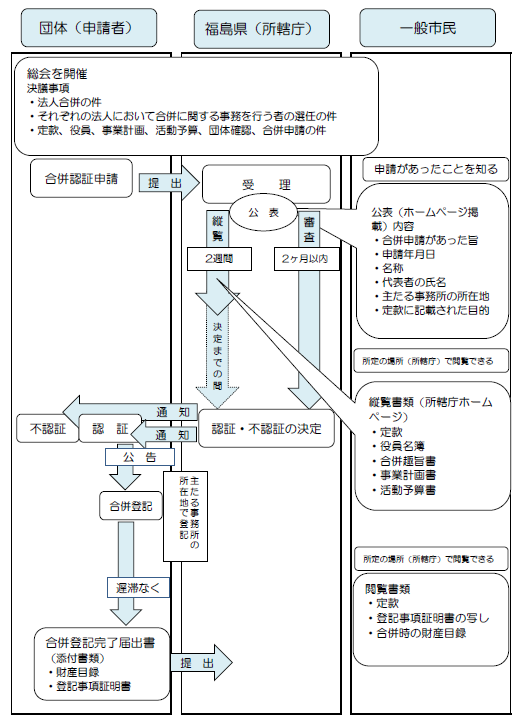 団体（申請者）
福島県（所轄庁）
一般市民
総会を開催
決議事項
・法人合併の件
・それぞれの法人において合併に関する事務を行う者の選任の件
・定款、役員、事業計画、活動予算、団体確認、合併申請の件
合併認証申請
提 出
受 理
公 表
縦覧
審査
2週間
2ヶ月以内
決定までの間
申請があったことを知る
公表（ホームページ掲
載）内容
・合併申請があった旨
・申請年月日
・名称
・代表者の氏名
・主たる事務所の所在地
・定款に記載された目的
所定の場所（所轄庁）で閲覧できる
縦覧書類（所轄庁ホーム
ページ）
・定款
・役員名簿
・合併趣旨書
・事業計画書
・活動予算書
通 知
不認証
認 証
通 知
認証・不認証の決定
公 告
合併登記
主たる事務所の
所在地で登記
遅滞なく
所定の場所（所轄庁）で閲覧できる
閲覧書類
・定款
・登記事項証明書の写し
・合併時の財産目録
合併登記完了届出書
（添付書類）
・財産目録
・登記事項証明書
提 出